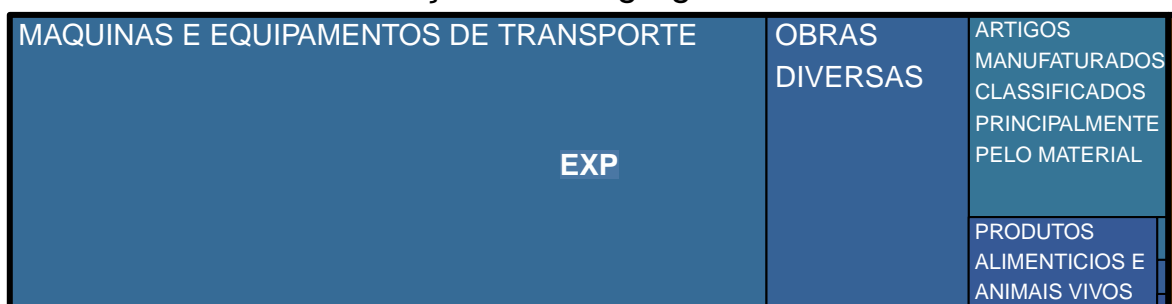 MAQUINAS E EQUIPAMENTOS DE TRANSPORTE
EXP
OBRAS
DIVERSAS
ARTIGOS
MANUFATURADOS
CLASSIFICADOS
PRINCIPALMENTE
PELO MATERIAL
PRODUTOS
ALIMENTICIOS E
ANIMAIS VIVOS